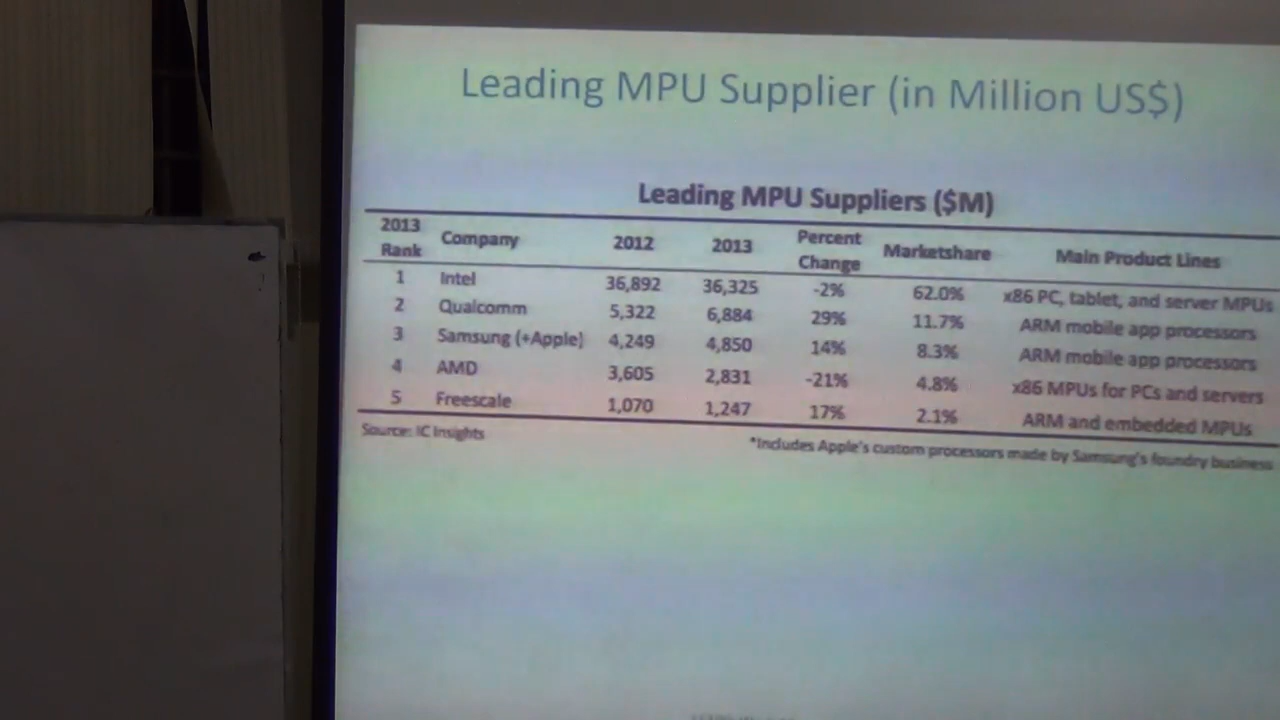 Leading MPU Supplier (in Million US$)
Leading MPU Suppliers ($M)
2013 Rank Company 2012 2013 Percent Change Marketshare Main Product Lines
1 Intel 36,892 36,325 -2% 62.0% x86 PC, tablet, and server MPUs
2 Qualcomm 5,322 6,884 29% 11.7% ARM mobile app processors
3 Samsung (+Apple) 4,249 4,850 14% 8.3% ARM mobile app processors
4 AMD 3,605 2,831 -21% 4.8% x86 MPUs for PCs and servers
5 Freescale 1,070 1,247 17% 2.1% ARM and embedded MPUs
Source: IC Insights
*Includes Apple's custom processors made by Samsung's foundry business